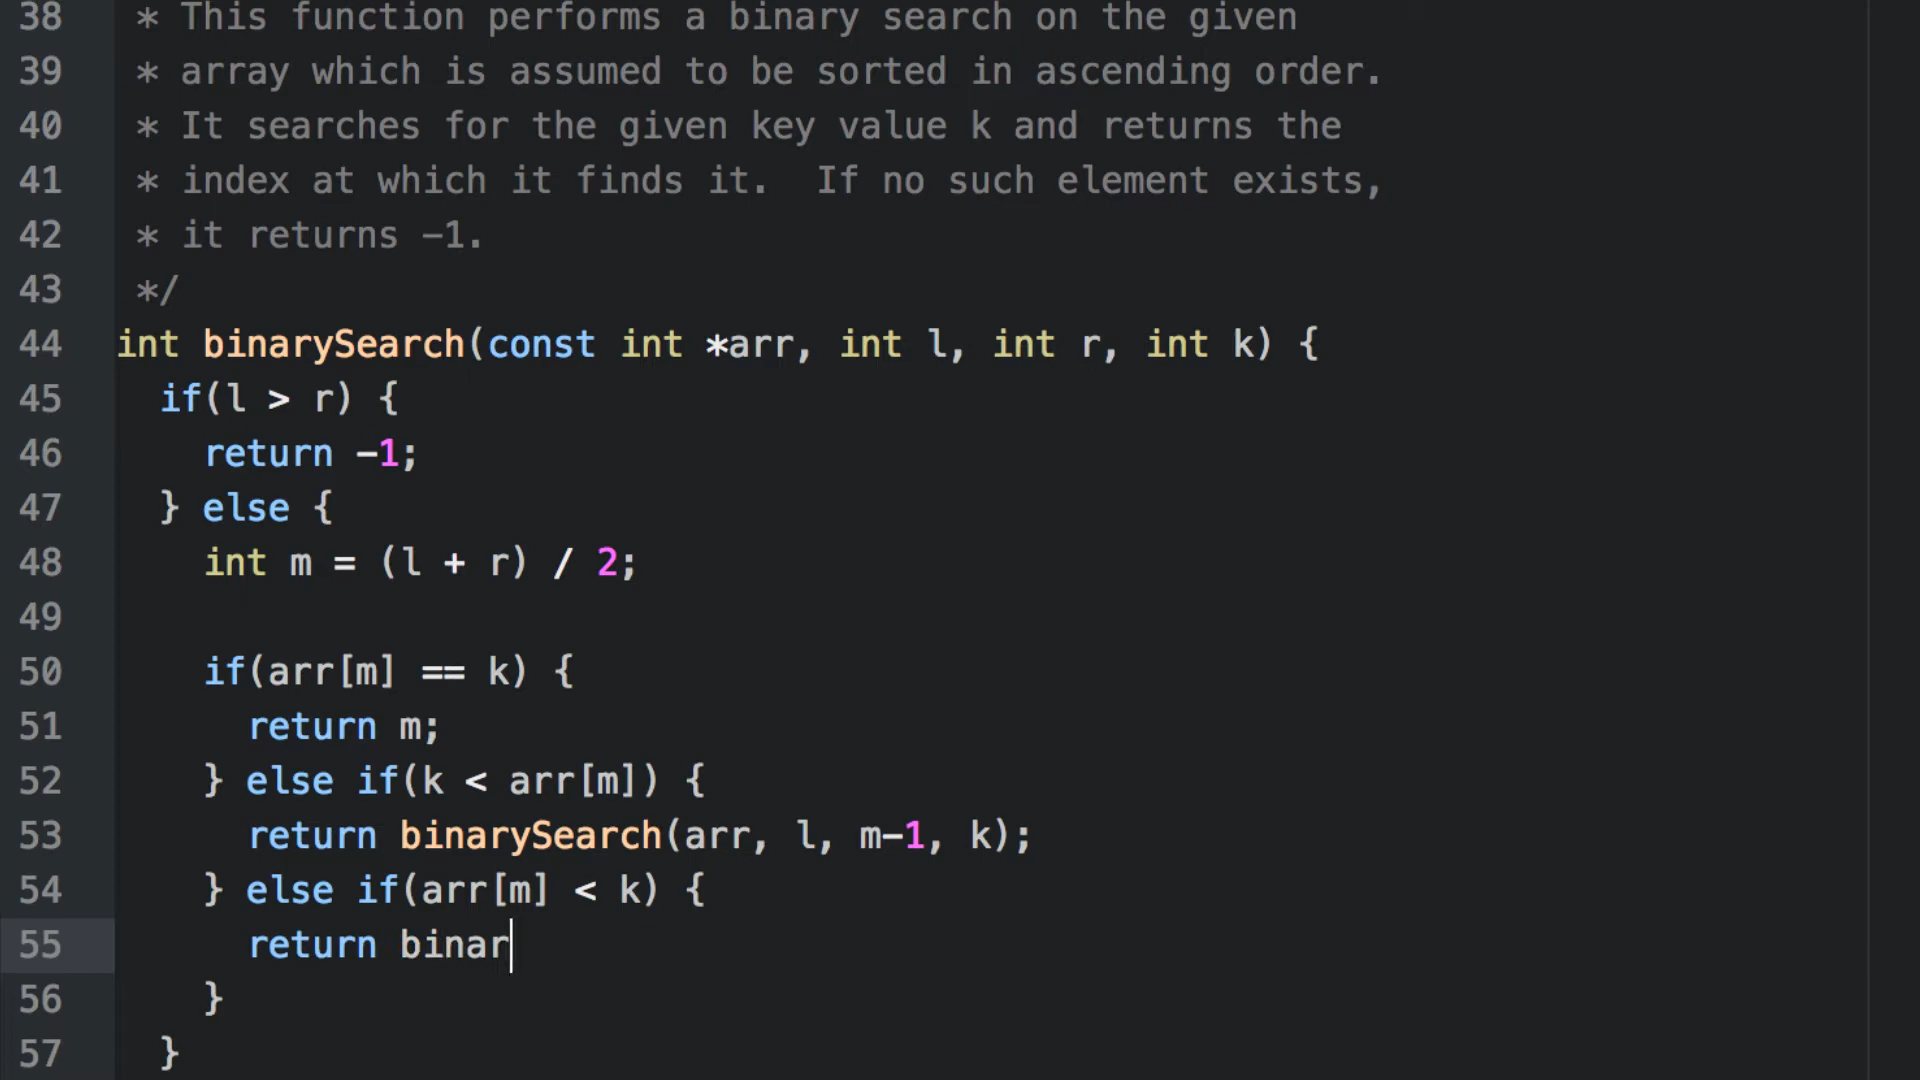 38 * This function performs a binary search on the given
39 * array which is assumed to be sorted in ascending order.
40 * It searches for the given key value k and returns the
41 * index at which it finds it.  If no such element exists,
42 * it returns -1.
43 */
44 int binarySearch(const int *arr, int l, int r, int k) {
45   if(l > r) {
46     return -1;
47   } else {
48     int m = (l + r) / 2;
49
50     if(arr[m] == k) {
51       return m;
52     } else if(k < arr[m]) {
53       return binarySearch(arr, l, m-1, k);
54     } else if(arr[m] < k) {
55       return binar
56     }
57   }